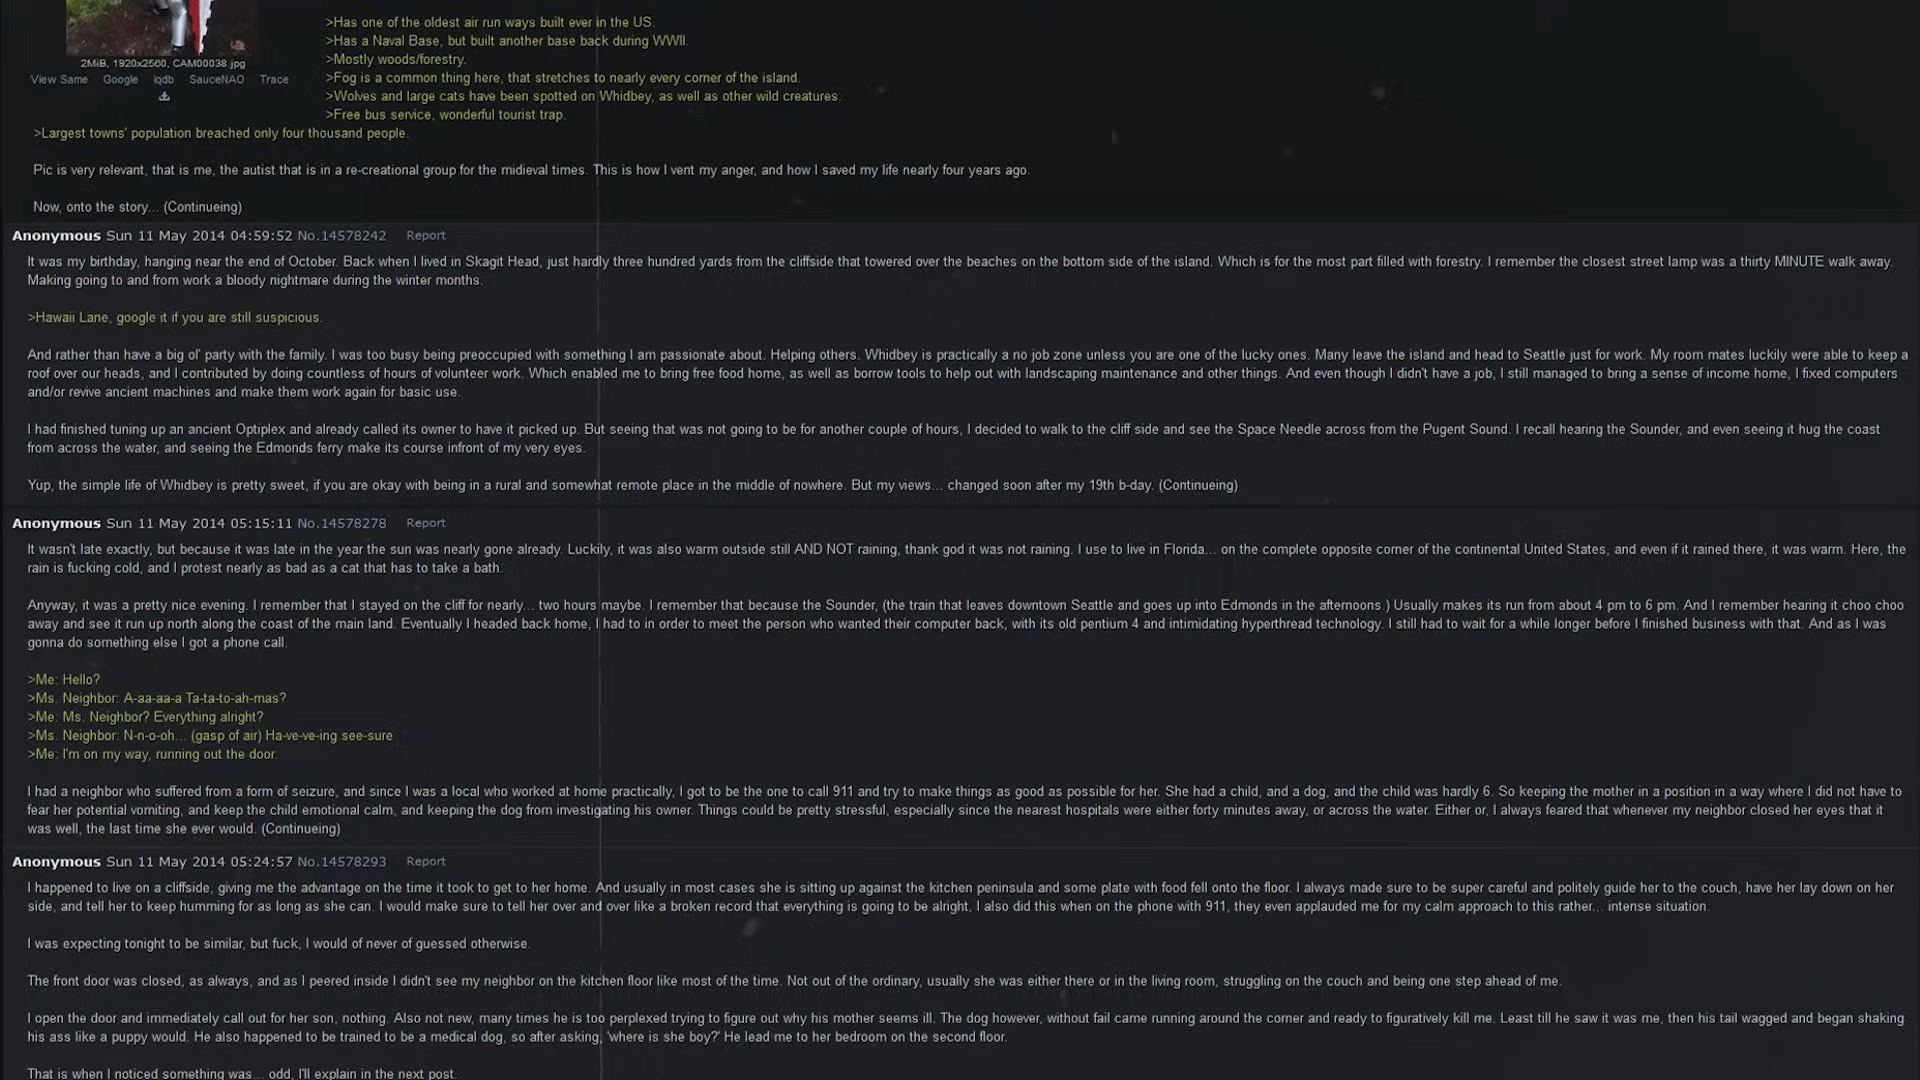 >Has one of the oldest air run ways built ever in the US.
>Has a Naval Base, but built another base back during WWII.
>Mostly woods/forestry.
>Fog is a common thing here, that stretches to nearly every corner of the island.
>Wolves and large cats have been spotted on Whidbey, as well as other wild creatures.
>Free bus service, wonderful tourist trap.
2MiB, 1920x2560, CAM00038.jpg
View Same Google iqdb SauceNAO Trace
>Largest towns' population breached only four thousand people.
Pic is very relevant, that is me, the autist that is in a re-creational group for the midieval times. This is how I vent my anger, and how I saved my life nearly four years ago.
Now, onto the story... (Continueing)
Anonymous Sun 11 May 2014 04:59:52 No.14578242 Report
It was my birthday, hanging near the end of October. Back when I lived in Skagit Head, just hardly three hundred yards from the cliffside that towered over the beaches on the bottom side of the island. Which is for the most part filled with forestry. I remember the closest street lamp was a thirty MINUTE walk away.
Making going to and from work a bloody nightmare during the winter months.
>Hawaii Lane, google it if you are still suspicious.
And rather than have a big ol' party with the family. I was too busy being preoccupied with something I am passionate about. Helping others. Whidbey is practically a no job zone unless you are one of the lucky ones. Many leave the island and head to Seattle just for work. My room mates luckily were able to keep a
roof over our heads, and I contributed by doing countless of hours of volunteer work. Which enabled me to bring free food home, as well as borrow tools to help out with landscaping maintenance and other things. And even though I didn't have a job, I still managed to bring a sense of income home, I fixed computers
and/or revive ancient machines and make them work again for basic use.
I had finished tuning up an ancient Optiplex and already called its owner to have it picked up. But seeing that was not going to be for another couple of hours, I decided to walk to the cliff side and see the Space Needle across from the Pugent Sound. I recall hearing the Sounder, and even seeing it hug the coast
from across the water, and seeing the Edmonds ferry make its course infront of my very eyes.
Yup, the simple life of Whidbey is pretty sweet, if you are okay with being in a rural and somewhat remote place in the middle of nowhere. But my views... changed soon after my 19th b-day. (Continueing)
Anonymous Sun 11 May 2014 05:15:11 No.14578278 Report
It wasn't late exactly, but because it was late in the year the sun was nearly gone already. Luckily, it was also warm outside still AND NOT raining, thank god it was not raining. I use to live in Florida... on the complete opposite corner of the continental United States, and even if it rained there, it was warm. Here, the
rain is fucking cold, and I protest nearly as bad as a cat that has to take a bath.
Anyway, it was a pretty nice evening. I remember that I stayed on the cliff for nearly... two hours maybe. I remember that because the Sounder, (the train that leaves downtown Seattle and goes up into Edmonds in the afternoons.) Usually makes its run from about 4 pm to 6 pm. And I remember hearing it choo choo
away and see it run up north along the coast of the main land. Eventually I headed back home, I had to in order to meet the person who wanted their computer back, with its old pentium 4 and intimidating hyperthread technology. I still had to wait for a while longer before I finished business with that. And as I was
gonna do something else I got a phone call.
>Me: Hello?
>Ms. Neighbor: A-aa-aa-a Ta-ta-to-ah-mas?
>Me: Ms. Neighbor? Everything alright?
>Ms. Neighbor: N-n-o-oh... (gasp of air) Ha-ve-ve-ing see-sure
>Me: I'm on my way, running out the door.
I had a neighbor who suffered from a form of seizure, and since I was a local who worked at home practically, I got to be the one to call 911 and try to make things as good as possible for her. She had a child, and a dog, and the child was hardly 6. So keeping the mother in a position in a way where I did not have to
fear her potential vomiting, and keep the child emotional calm, and keeping the dog from investigating his owner. Things could be pretty stressful, especially since the nearest hospitals were either forty minutes away, or across the water. Either or, I always feared that whenever my neighbor closed her eyes that it
was well, the last time she ever would. (Continueing)
Anonymous Sun 11 May 2014 05:24:57 No.14578293 Report
I happened to live on a cliffside, giving me the advantage on the time it took to get to her home. And usually in most cases she is sitting up against the kitchen peninsula and some plate with food fell onto the floor. I always made sure to be super careful and politely guide her to the couch, have her lay down on her
side, and tell her to keep humming for as long as she can. I would make sure to tell her over and over like a broken record that everything is going to be alright, I also did this when on the phone with 911, they even applauded me for my calm approach to this rather... intense situation.
I was expecting tonight to be similar, but fuck, I would of never of guessed otherwise.
The front door was closed, as always, and as I peered inside I didn't see my neighbor on the kitchen floor like most of the time. Not out of the ordinary, usually she was either there or in the living room, struggling on the couch and being one step ahead of me.
I open the door and immediately call out for her son, nothing. Also not new, many times he is too perplexed trying to figure out why his mother seems ill. The dog however, without fail came running around the corner and ready to figuratively kill me. Least till he saw it was me, then his tail wagged and began shaking
his ass like a puppy would. He also happened to be trained to be a medical dog, so after asking, 'where is she boy?' He lead me to her bedroom on the second floor.
That is when I noticed something was... odd, I'll explain in the next post.